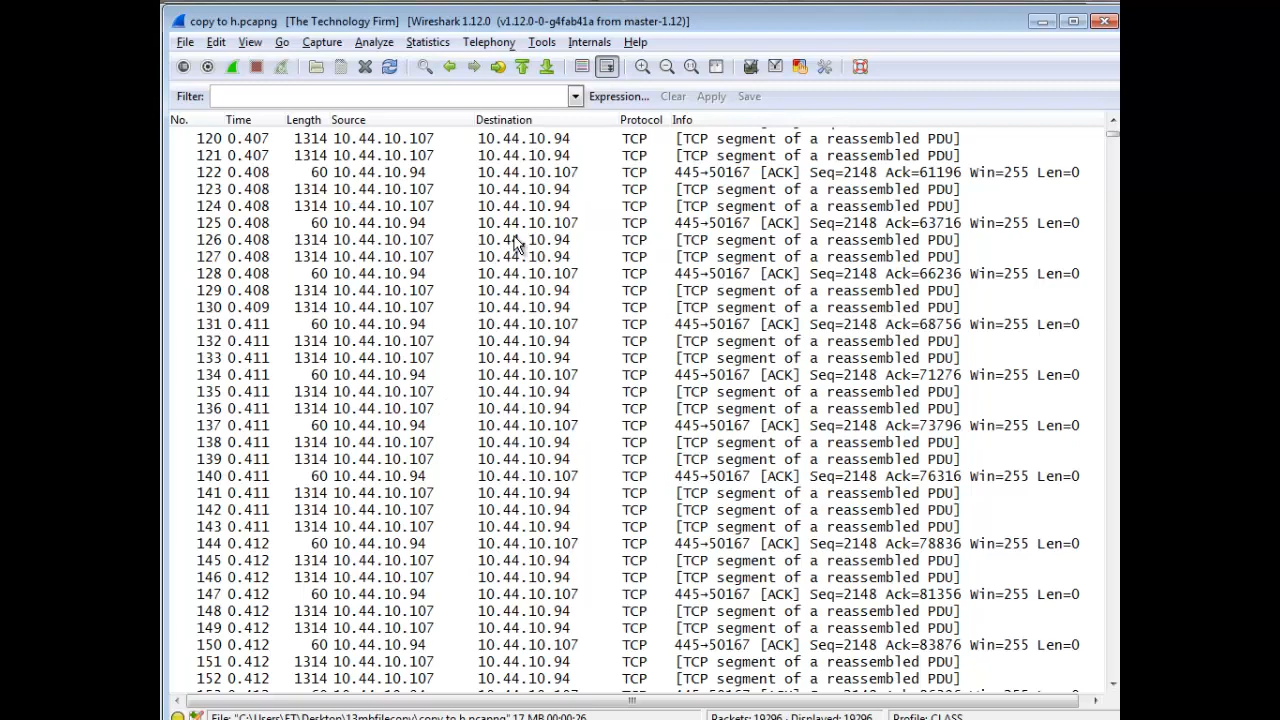 copy to h.pcapng [The Technology Firm] [Wireshark 1.12.0 (v1.12.0-0-g4fab41a from master-1.12)]
File Edit View Go Capture Analyze Statistics Telephony Tools Internals Help
Filter: Expression... Clear Apply Save
No. Time Length Source Destination Protocol Info
120 0.407 1314 10.44.10.107 10.44.10.94 TCP [TCP segment of a reassembled PDU]
121 0.407 1314 10.44.10.107 10.44.10.94 TCP [TCP segment of a reassembled PDU]
122 0.408 60 10.44.10.94 10.44.10.107 TCP 445→50167 [ACK] Seq=2148 Ack=61196 Win=255 Len=0
123 0.408 1314 10.44.10.107 10.44.10.94 TCP [TCP segment of a reassembled PDU]
124 0.408 1314 10.44.10.107 10.44.10.94 TCP [TCP segment of a reassembled PDU]
125 0.408 60 10.44.10.94 10.44.10.107 TCP 445→50167 [ACK] Seq=2148 Ack=63716 Win=255 Len=0
126 0.408 1314 10.44.10.107 10.44.10.94 TCP [TCP segment of a reassembled PDU]
127 0.408 1314 10.44.10.107 10.44.10.94 TCP [TCP segment of a reassembled PDU]
128 0.408 60 10.44.10.94 10.44.10.107 TCP 445→50167 [ACK] Seq=2148 Ack=66236 Win=255 Len=0
129 0.408 1314 10.44.10.107 10.44.10.94 TCP [TCP segment of a reassembled PDU]
130 0.409 1314 10.44.10.107 10.44.10.94 TCP [TCP segment of a reassembled PDU]
131 0.411 60 10.44.10.94 10.44.10.107 TCP 445→50167 [ACK] Seq=2148 Ack=68756 Win=255 Len=0
132 0.411 1314 10.44.10.107 10.44.10.94 TCP [TCP segment of a reassembled PDU]
133 0.411 1314 10.44.10.107 10.44.10.94 TCP [TCP segment of a reassembled PDU]
134 0.411 60 10.44.10.94 10.44.10.107 TCP 445→50167 [ACK] Seq=2148 Ack=71276 Win=255 Len=0
135 0.411 1314 10.44.10.107 10.44.10.94 TCP [TCP segment of a reassembled PDU]
136 0.411 1314 10.44.10.107 10.44.10.94 TCP [TCP segment of a reassembled PDU]
137 0.411 60 10.44.10.94 10.44.10.107 TCP 445→50167 [ACK] Seq=2148 Ack=73796 Win=255 Len=0
138 0.411 1314 10.44.10.107 10.44.10.94 TCP [TCP segment of a reassembled PDU]
139 0.411 1314 10.44.10.107 10.44.10.94 TCP [TCP segment of a reassembled PDU]
140 0.411 60 10.44.10.94 10.44.10.107 TCP 445→50167 [ACK] Seq=2148 Ack=76316 Win=255 Len=0
141 0.411 1314 10.44.10.107 10.44.10.94 TCP [TCP segment of a reassembled PDU]
142 0.411 1314 10.44.10.107 10.44.10.94 TCP [TCP segment of a reassembled PDU]
143 0.411 1314 10.44.10.107 10.44.10.94 TCP [TCP segment of a reassembled PDU]
144 0.412 60 10.44.10.94 10.44.10.107 TCP 445→50167 [ACK] Seq=2148 Ack=78836 Win=255 Len=0
145 0.412 1314 10.44.10.107 10.44.10.94 TCP [TCP segment of a reassembled PDU]
146 0.412 1314 10.44.10.107 10.44.10.94 TCP [TCP segment of a reassembled PDU]
147 0.412 60 10.44.10.94 10.44.10.107 TCP 445→50167 [ACK] Seq=2148 Ack=81356 Win=255 Len=0
148 0.412 1314 10.44.10.107 10.44.10.94 TCP [TCP segment of a reassembled PDU]
149 0.412 1314 10.44.10.107 10.44.10.94 TCP [TCP segment of a reassembled PDU]
150 0.412 60 10.44.10.94 10.44.10.107 TCP 445→50167 [ACK] Seq=2148 Ack=83876 Win=255 Len=0
151 0.412 1314 10.44.10.107 10.44.10.94 TCP [TCP segment of a reassembled PDU]
152 0.412 1314 10.44.10.107 10.44.10.94 TCP [TCP segment of a reassembled PDU]
File: "C:\Users\FT\Desktop\13mbfilecopy\copy to h.pcapng" 17 MB 00:00:26 Packets: 19296 · Displayed: 19296 Profile: CLASS